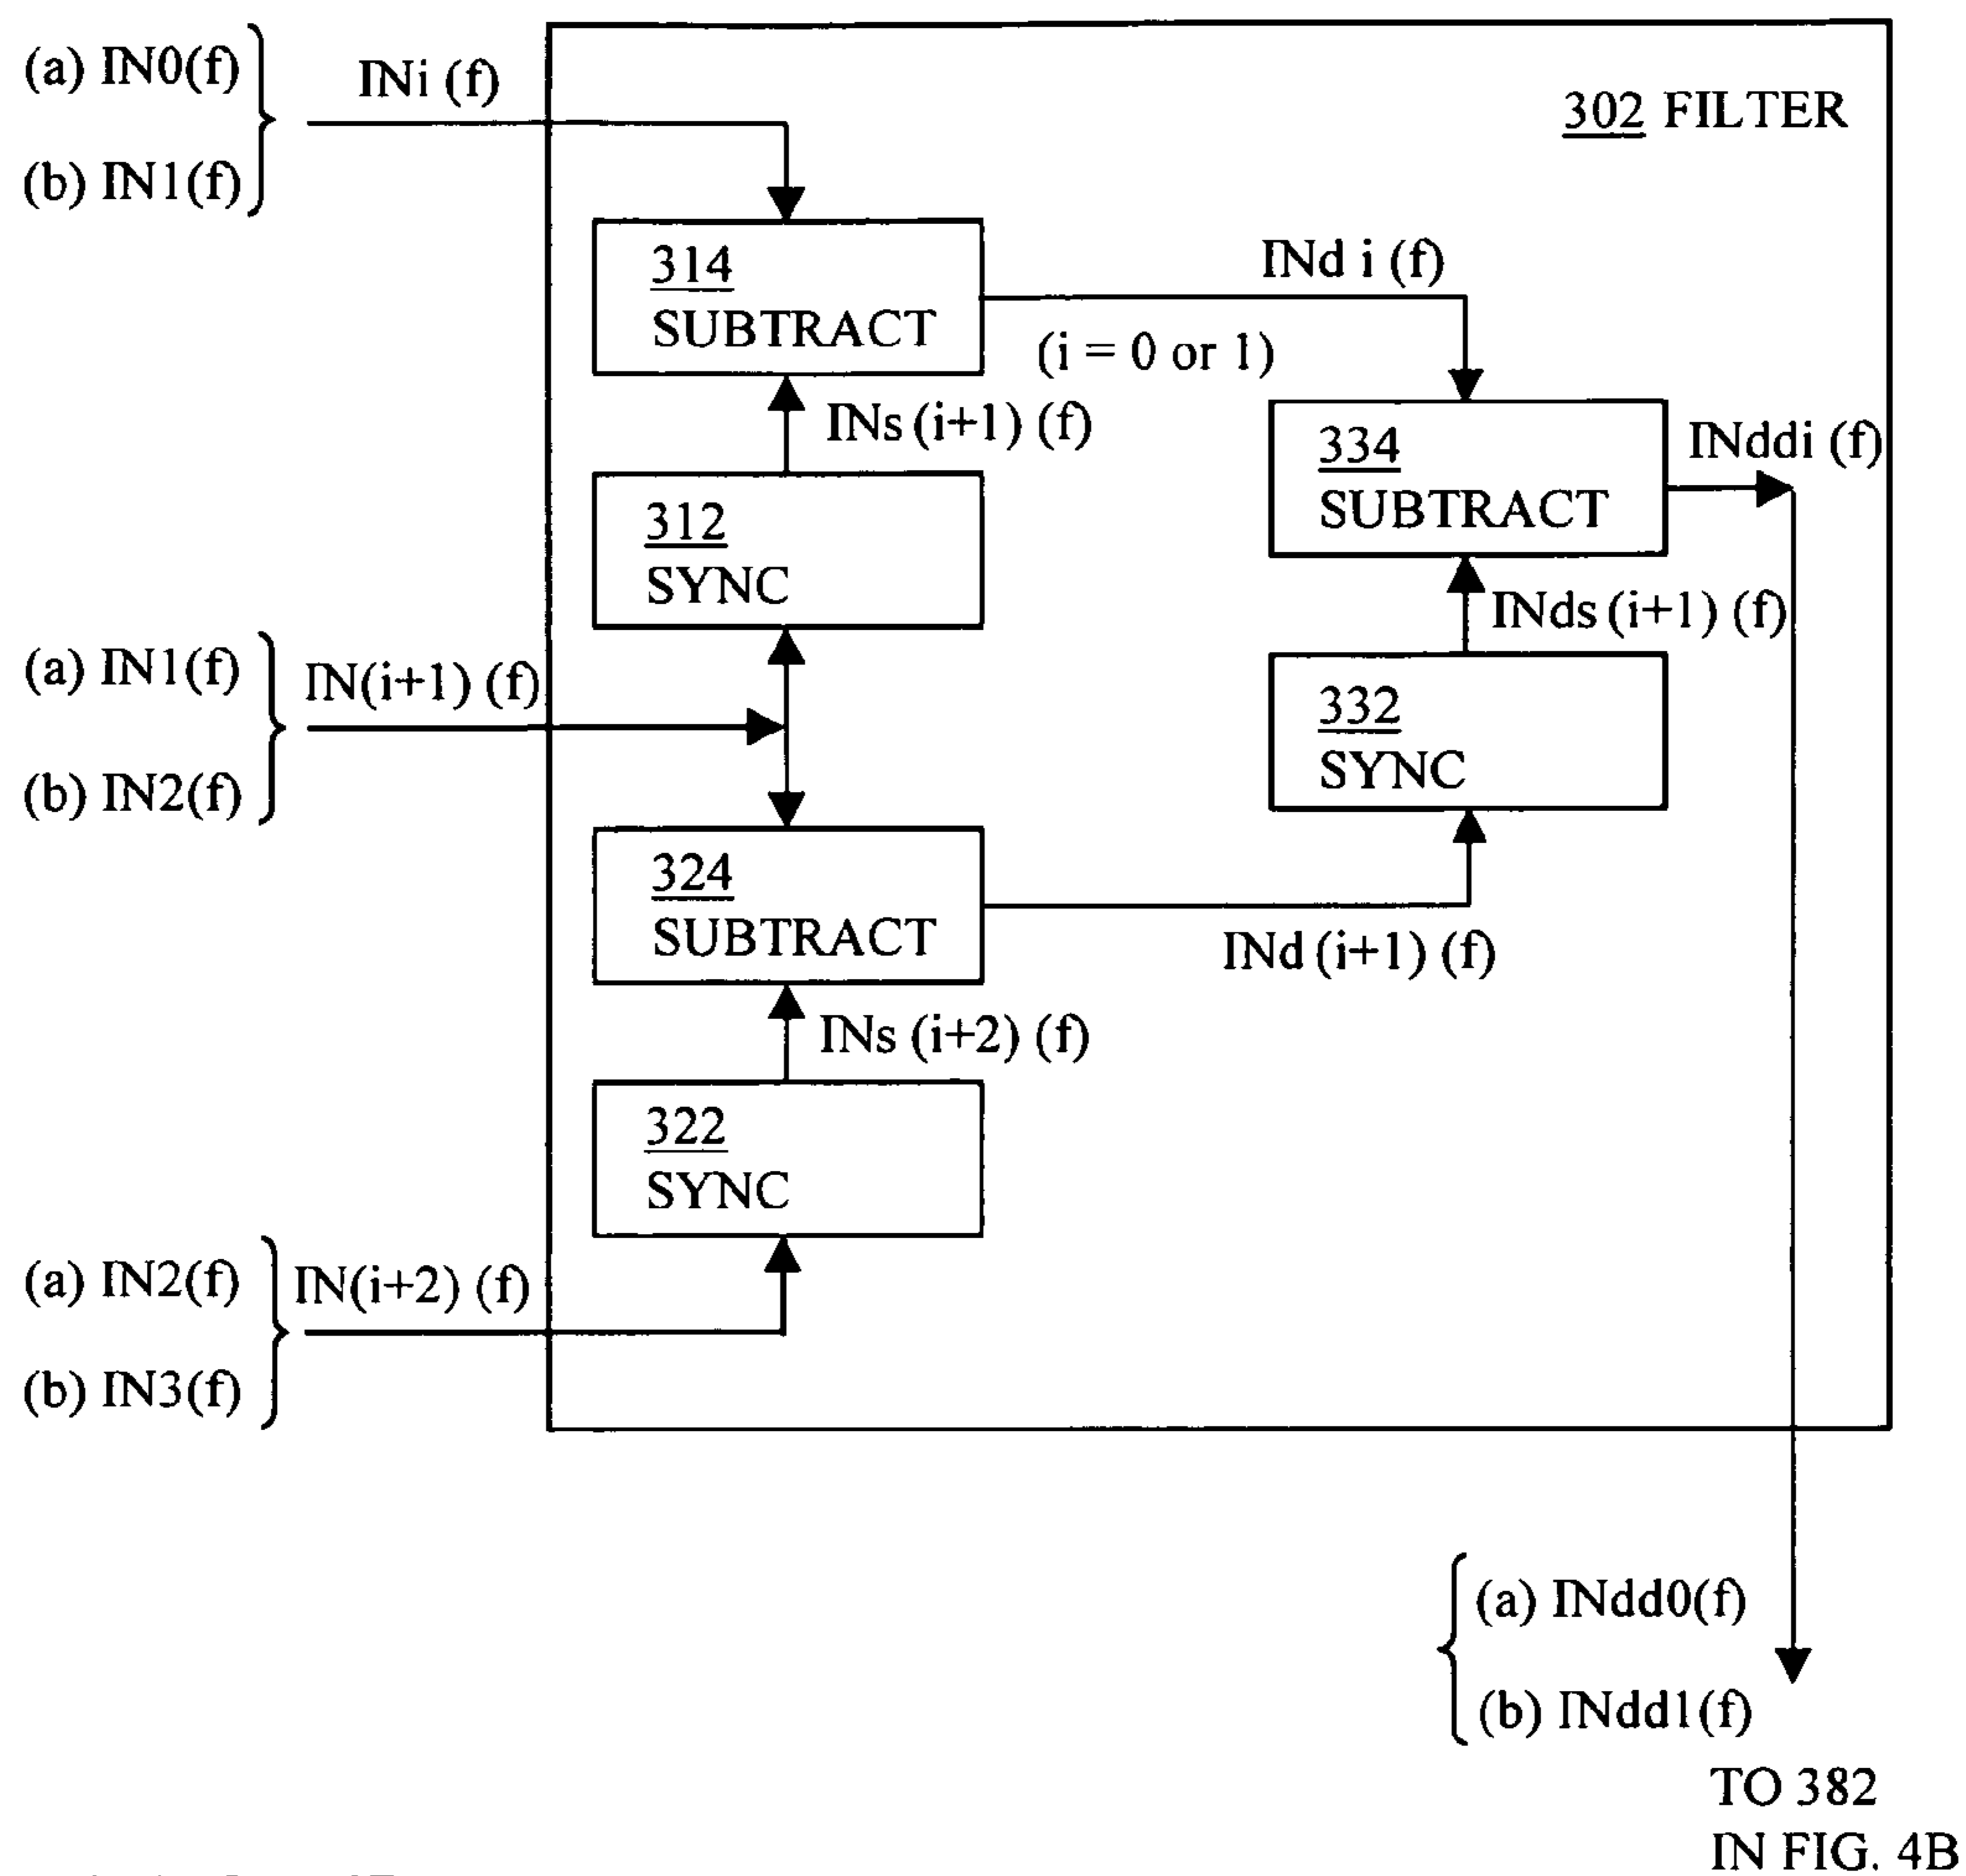 (a) IN0(f)
INi (f)
(b) IN1(f)
302 FILTER
314
SUBTRACT
INd i (f)
(i = 0 or 1)
INs (i+1) (f)
334
SUBTRACT
INddi (f)
312
SYNC
INds (i+1) (f)
(a) IN1(f)
IN(i+1) (f)
(b) IN2(f)
332
SYNC
324
SUBTRACT
INd (i+1) (f)
INs (i+2) (f)
322
SYNC
(a) IN2(f)
IN(i+2) (f)
(b) IN3(f)
(a) INdd0(f)
(b) INdd1(f)
TO 382
IN FIG. 4B